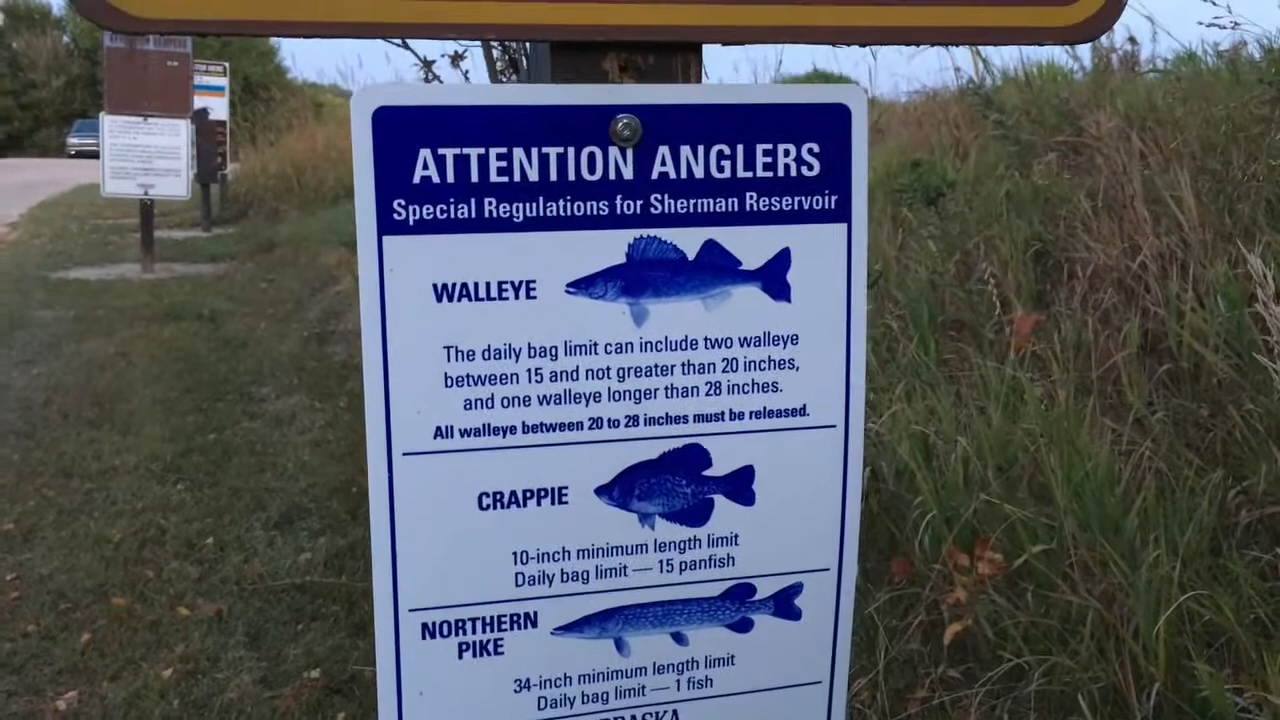 ATTENTION ANGLERS
Special Regulations for Sherman Reservoir
WALLEYE
The daily bag limit can include two walleye
between 15 and not greater than 20 inches,
and one walleye longer than 28 inches.
All walleye between 20 to 28 inches must be released.
CRAPPIE
10-inch minimum length limit
Daily bag limit — 15 panfish
NORTHERN
PIKE
34-inch minimum length limit
Daily bag limit — 1 fish